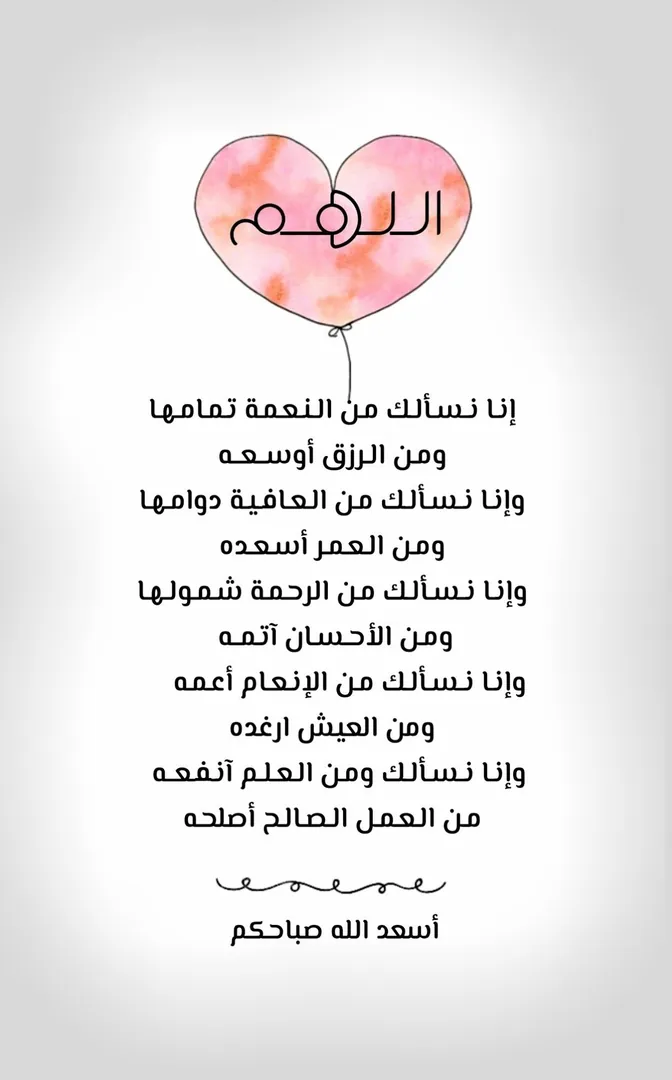 اللهم
إنا نسألك من النعمة تمامها
ومن الرزق أوسعه
وإنا نسألك من العافية دوامها
ومن العمر أسعده
وإنا نسألك من الرحمة شمولها
ومن الأحسان آتمه
وإنا نسألك من الإنعام أعمه
ومن العيش ارغده
وإنا نسألك ومن العلم آنفعه
من العمل الصالح أصلحه
أسعد الله صباحكم